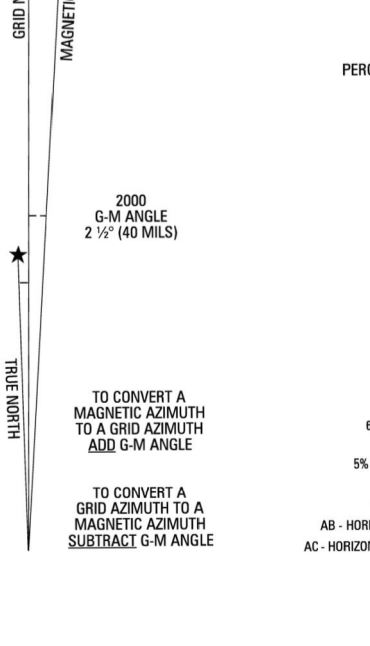 GRID N
MAGNETI
PERC
2000
G-M ANGLE
2 ½° (40 MILS)
TRUE NORTH
TO CONVERT A
MAGNETIC AZIMUTH
TO A GRID AZIMUTH
ADD G-M ANGLE
6
5%
TO CONVERT A
GRID AZIMUTH TO A
MAGNETIC AZIMUTH
SUBTRACT G-M ANGLE
AB - HORI
AC - HORIZON